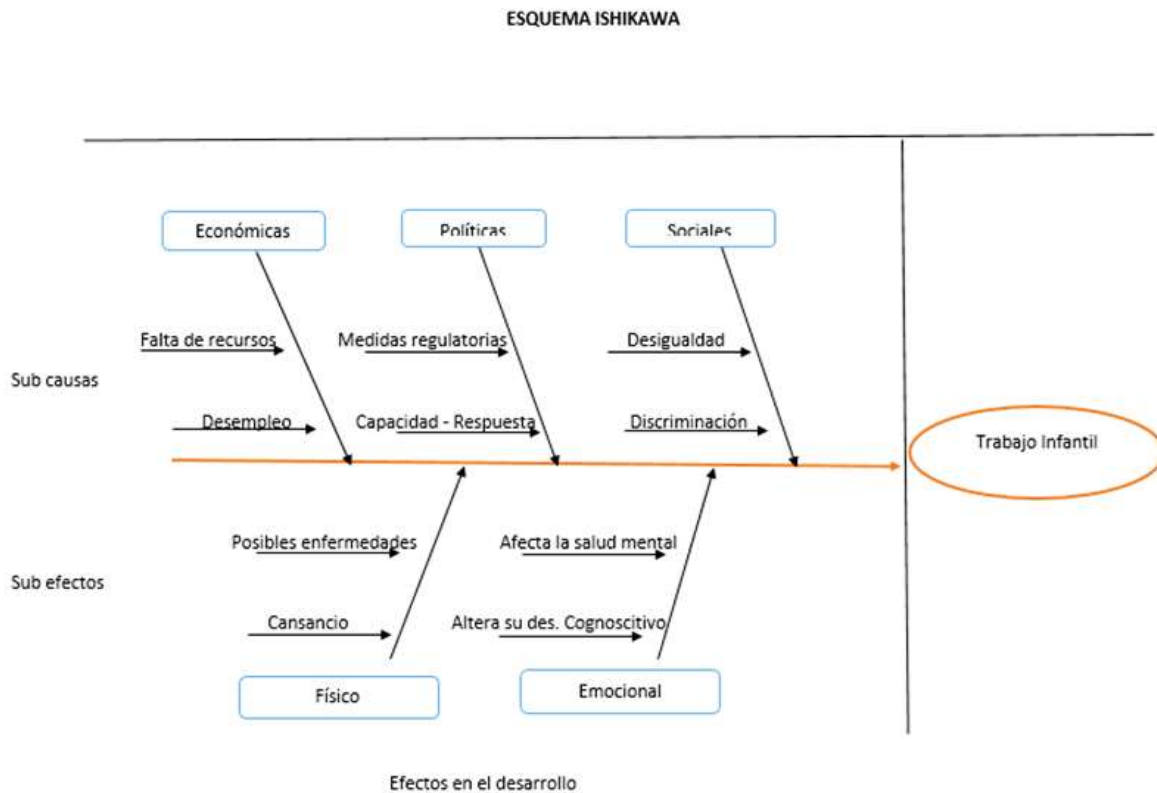 ESQUEMA ISHIKAWA
Económicas
Políticas
Sociales
Falta de recursos
Medidas regulatorias
Desigualdad
Sub causas
Desempleo
Capacidad - Respuesta
Discriminación
Trabajo Infantil
Posibles enfermedades
Afecta la salud mental
Sub efectos
Cansancio
Altera su des. Cognoscitivo
Físico
Emocional
Efectos en el desarrollo